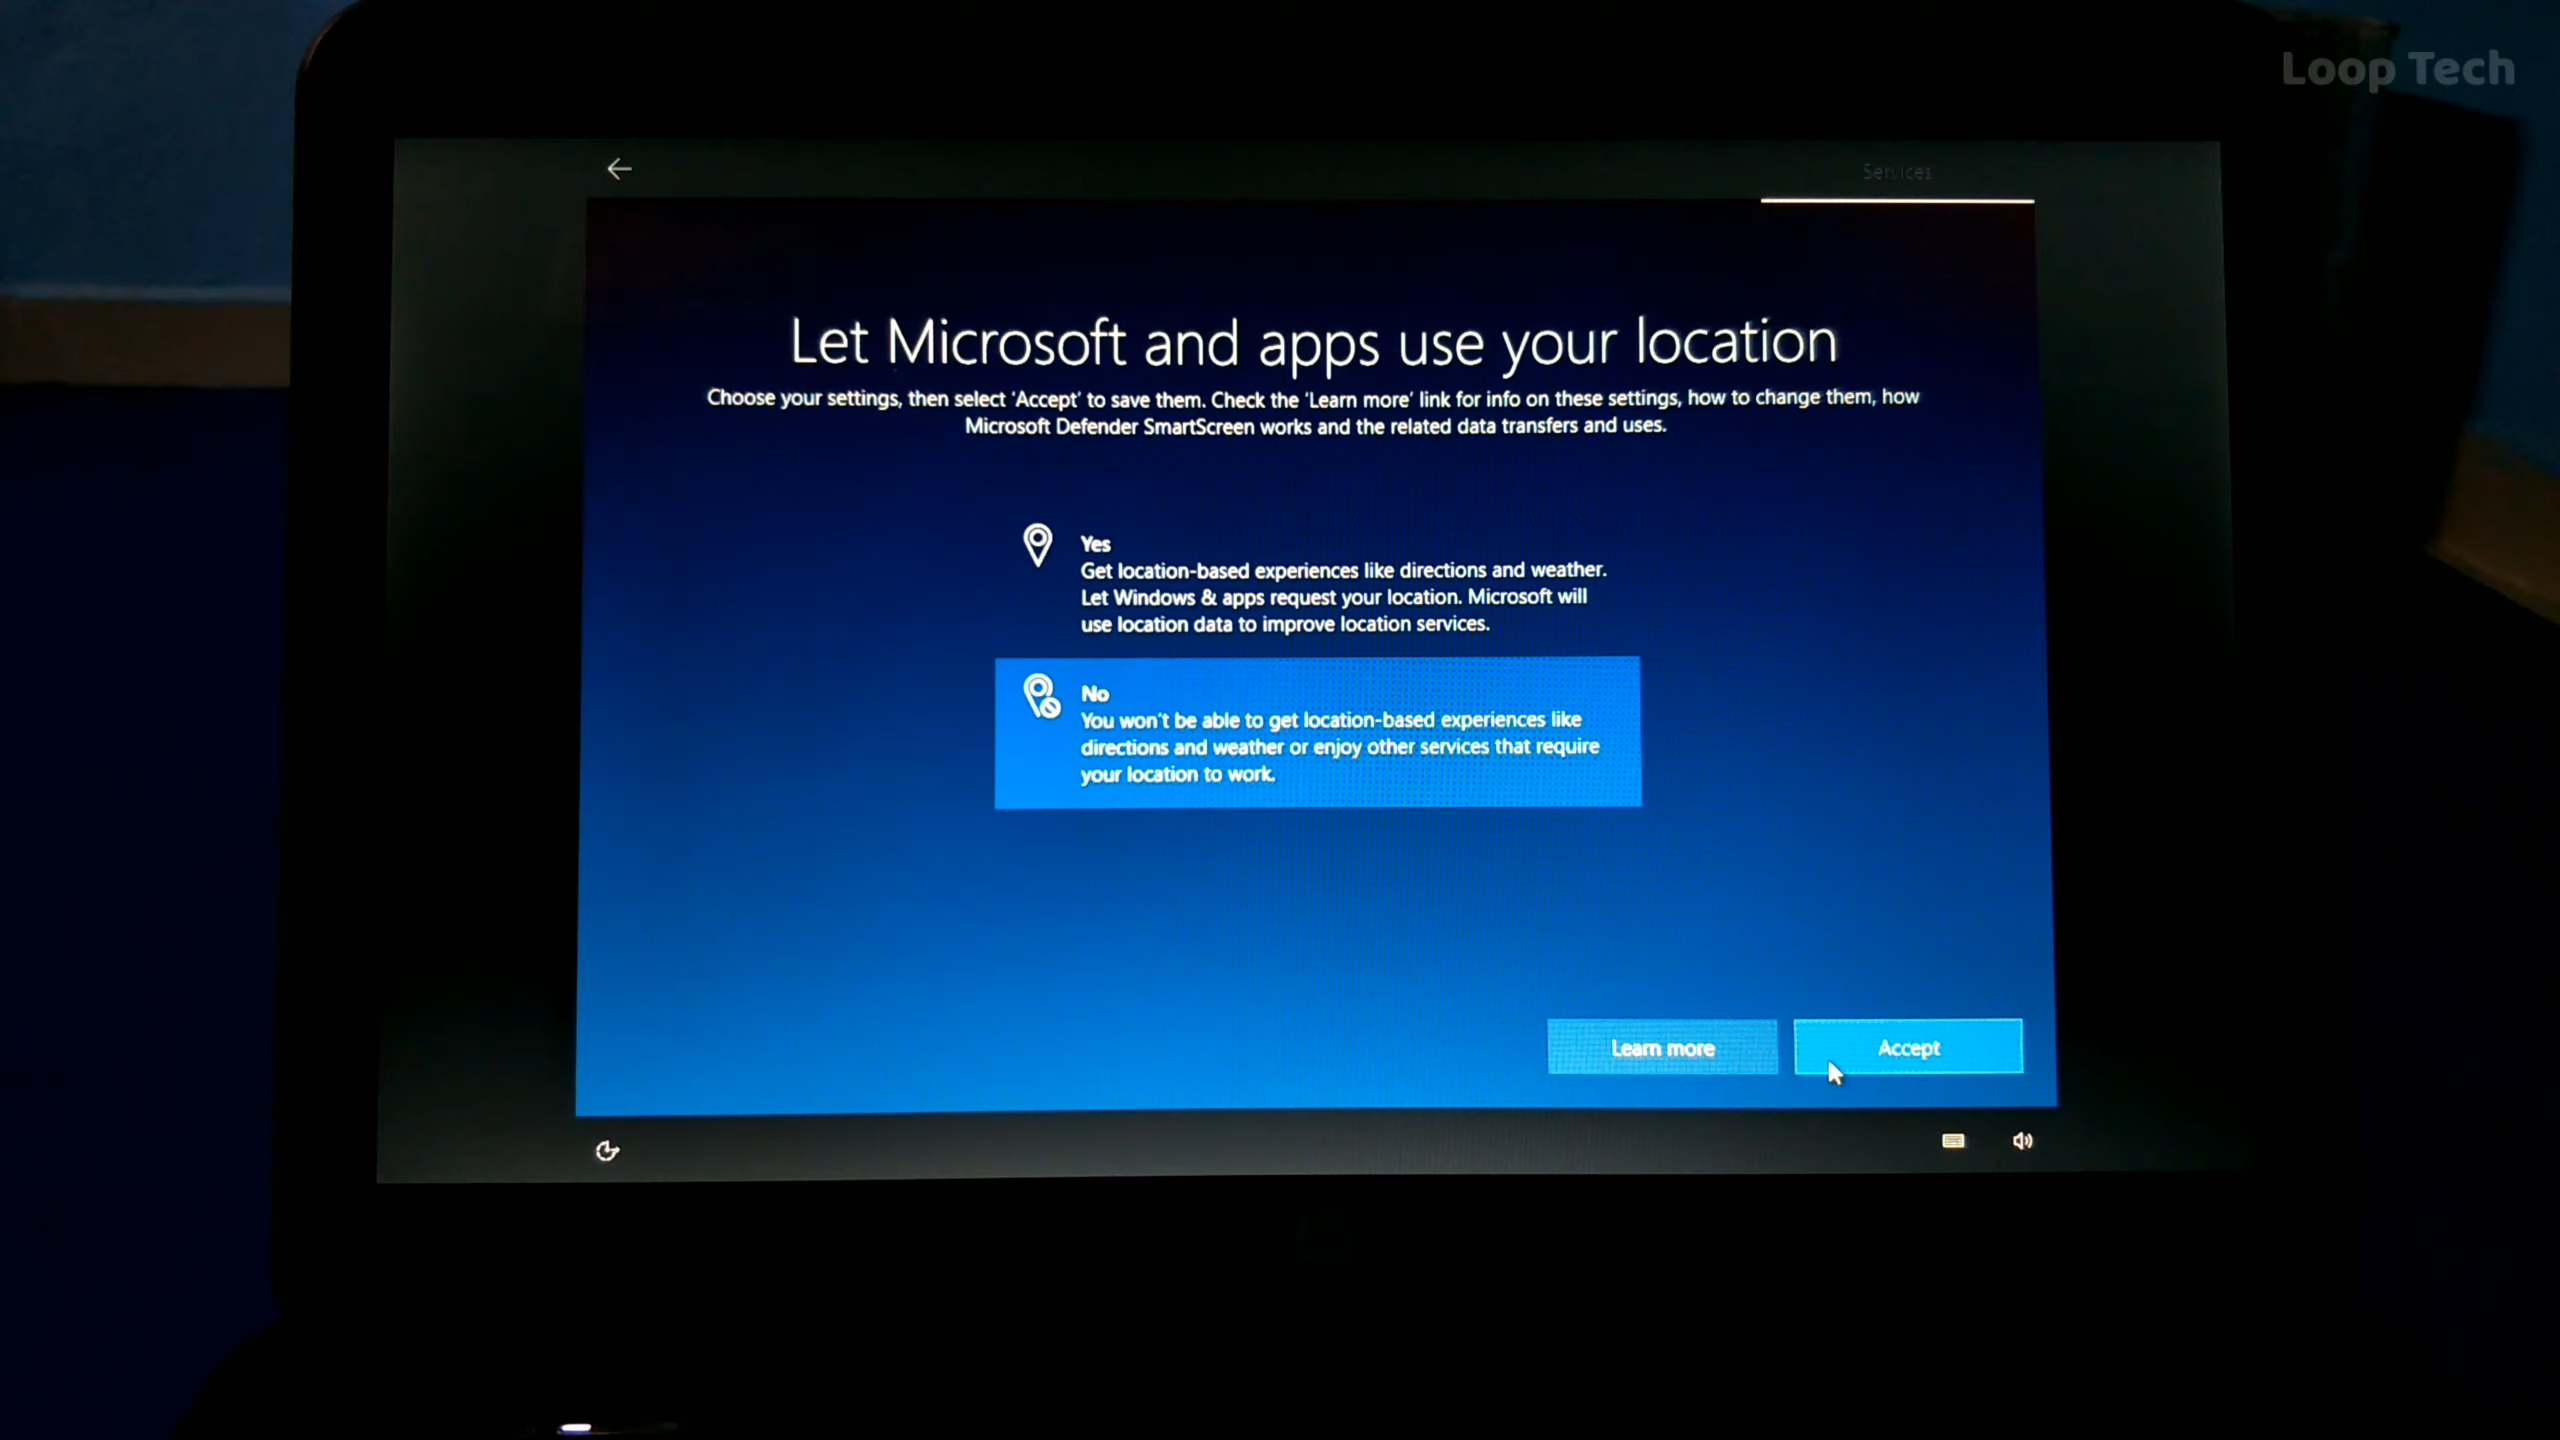 Loop Tech
Services
Let Microsoft and apps use your location
Choose your settings, then select 'Accept' to save them. Check the 'Learn more' link for info on these settings, how to change them, how
Microsoft Defender SmartScreen works and the related data transfers and uses.
Yes
Get location-based experiences like directions and weather.
Let Windows & apps request your location. Microsoft will
use location data to improve location services.
No
You won't be able to get location-based experiences like
directions and weather or enjoy other services that require
your location to work.
Learn more
Accept